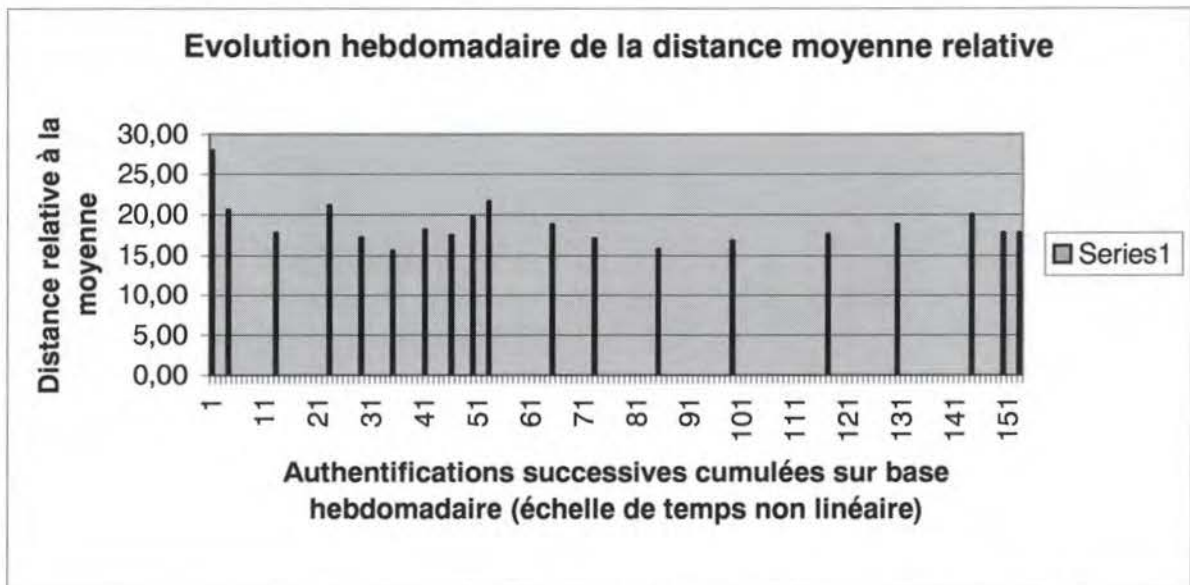 Evolution hebdomadaire de la distance moyenne relative
Distance relative à la
moyenne
30,00
25,00
20,00
15,00
10,00
5,00
0,00
1 11 21 31 41 51 61 71 81 91 101 111 121 131 141 151
Authentifications successives cumulées sur base
hebdomadaire (échelle de temps non linéaire)
Series1